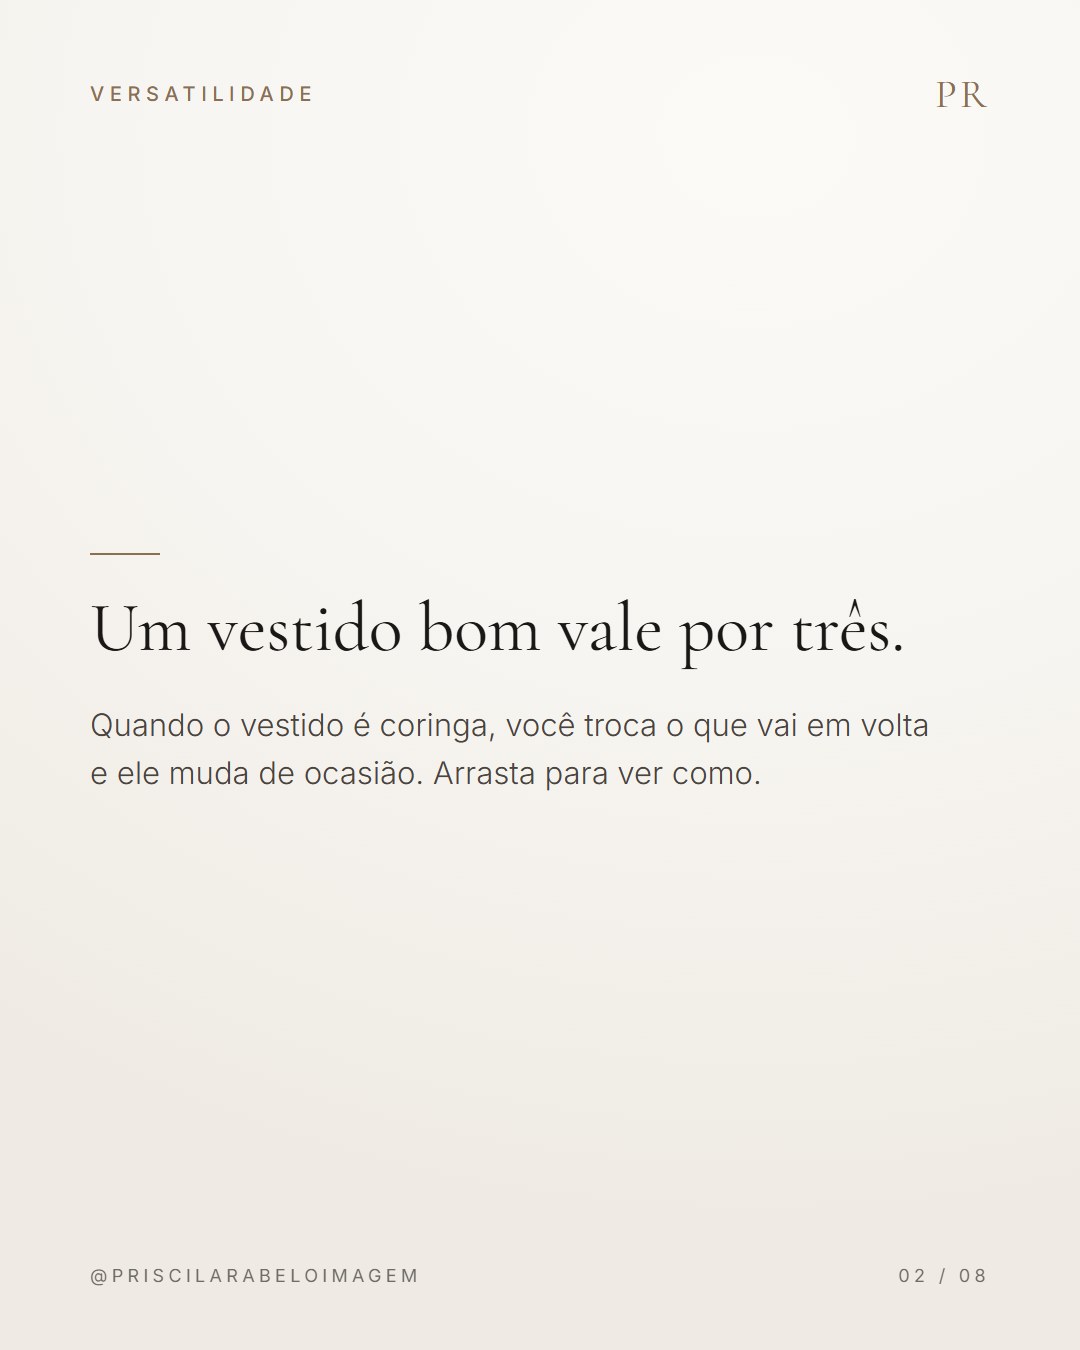 VERSATILIDADE
PR
Um vestido bom vale por três.
Quando o vestido é coringa, você troca o que vai em volta
e ele muda de ocasião. Arrasta para ver como.
@PRISCILARABELOIMAGEM
02 / 08